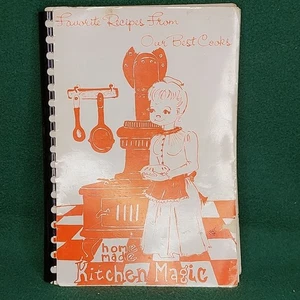 Favorite Recipes From
Our Best Cooks
home
made
Kitchen Magic